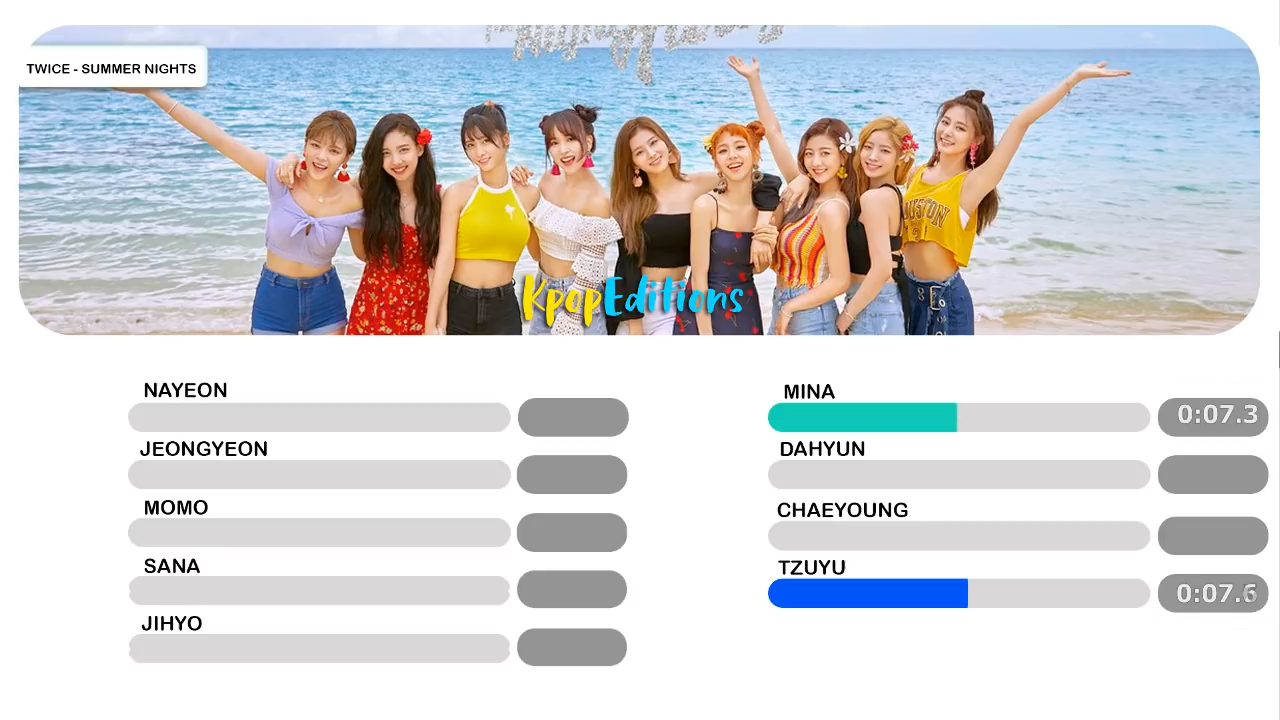 TWICE - SUMMER NIGHTS
HOUSTON
KpopEditions
NAYEON
JEONGYEON
MOMO
SANA
JIHYO
MINA
0:07.3
DAHYUN
CHAEYOUNG
TZUYU
0:07.6